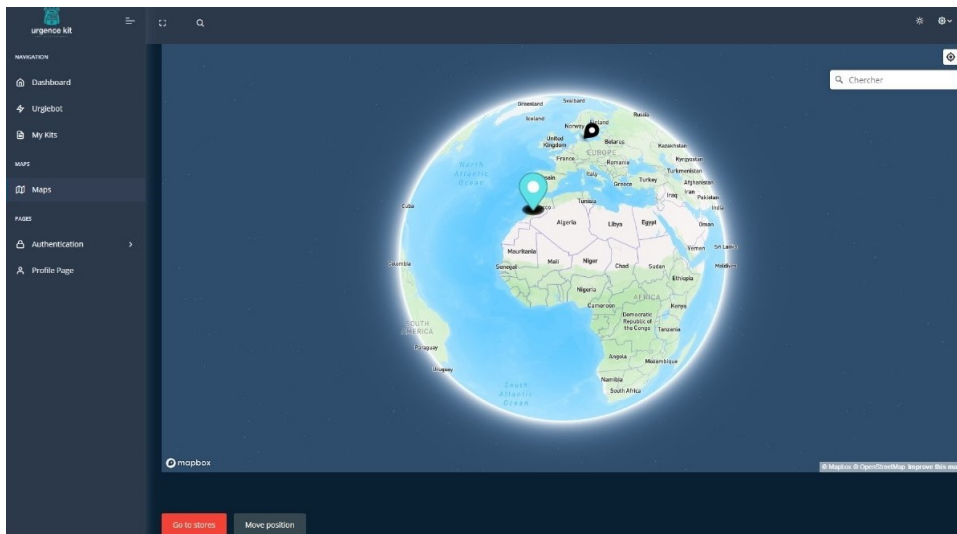 urgence kit
NAVIGATION
Dashboard
Urgiebot
My Kits
MAPS
Maps
PAGES
Authentication
Profile Page
Chercher
Greenland
Svalbard
Iceland
Norway
Finland
Russia
United Kingdom
Belarus
EUROPE
Kazakhstan
France
Romania
Kyrgyzstan
Turkmenistan
North Atlantic Ocean
Spain
Italy
Greece
Turkey
Afghanistan
Iraq
Iran
Pakistan
Cuba
Tunisia
India
Algeria
Libya
Egypt
Oman
Mauritania
Yemen
Sri Lanka
Colombia
Senegal
Mali
Niger
Chad
Sudan
Maldives
Ethiopia
Nigeria
AFRICA
Cameroon
Kenya
Democratic Republic of the Congo
Tanzania
SOUTH AMERICA
Paraguay
Angola
Mozambique
Uruguay
Namibia
South Atlantic Ocean
South Africa
mapbox
© Mapbox © OpenStreetMap Improve this ma
Go to stores
Move position